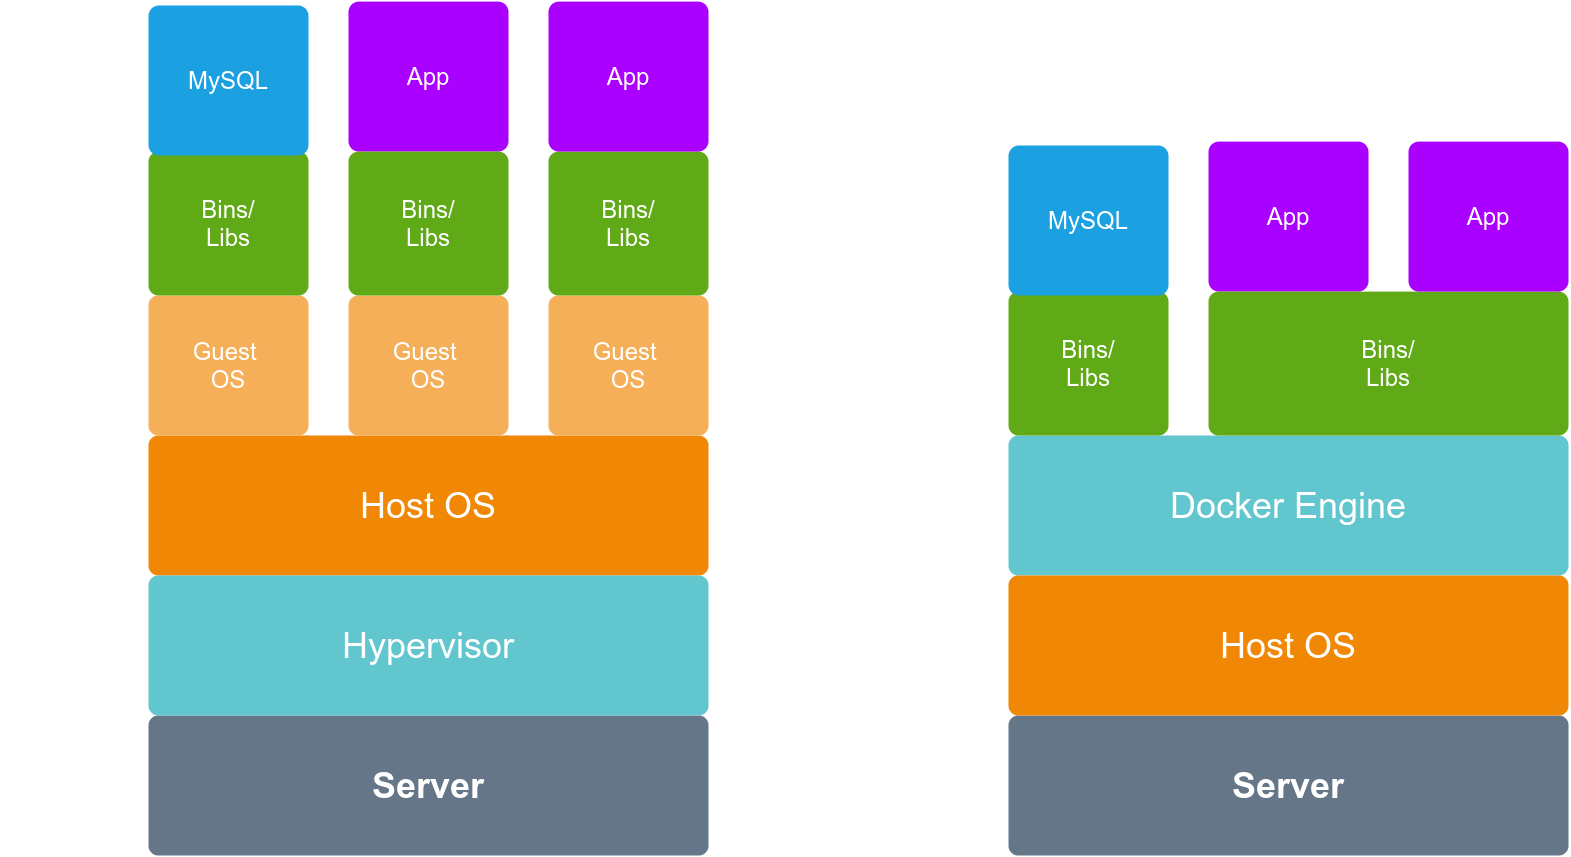 MySQL
App
App
Bins/
Libs
Bins/
Libs
Bins/
Libs
Guest
OS
Guest
OS
Guest
OS
Host OS
Hypervisor
Server
MySQL
App
App
Bins/
Libs
Bins/
Libs
Docker Engine
Host OS
Server